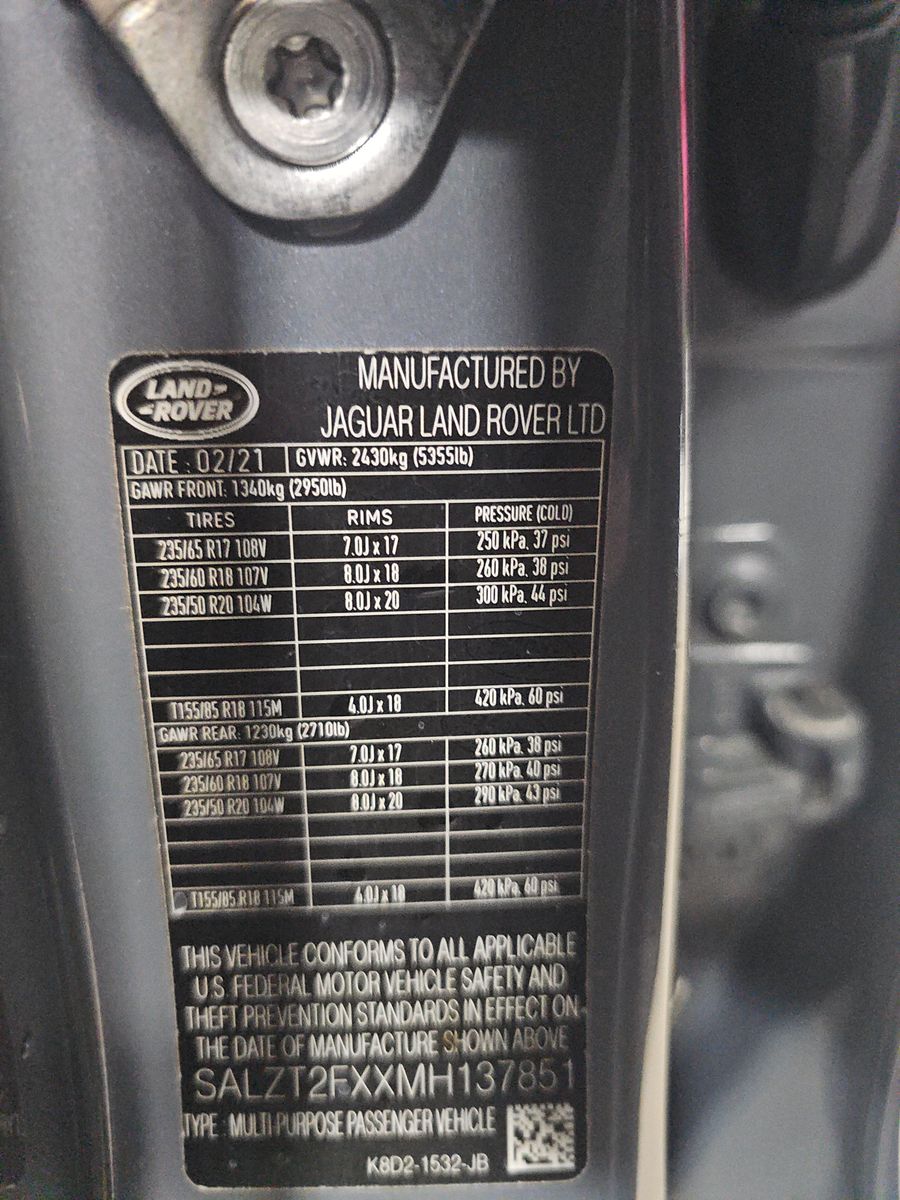 LAND-
-ROVER
MANUFACTURED BY
JAGUAR LAND ROVER LTD
DATE : 02/21 GVWR: 2430kg (5355lb)
GAWR FRONT: 1340kg (2950lb)
TIRES RIMS PRESSURE (COLD)
235/65 R17 108V 7.0J x 17 250 kPa, 37 psi
235/60 R18 107V 8.0J x 18 260 kPa, 38 psi
235/50 R20 104W 8.0J x 20 300 kPa, 44 psi
T155/85 R18 115M 4.0J x 18 420 kPa, 60 psi
GAWR REAR: 1230kg (2710lb)
235/65 R17 108V 7.0J x 17 260 kPa, 38 psi
235/60 R18 107V 8.0J x 18 270 kPa, 40 psi
235/50 R20 104W 8.0J x 20 290 kPa, 43 psi
T155/85 R18 115M 4.0J x 18 420 kPa, 60 psi
THIS VEHICLE CONFORMS TO ALL APPLICABLE
U.S. FEDERAL MOTOR VEHICLE SAFETY AND
THEFT PREVENTION STANDARDS IN EFFECT ON
THE DATE OF MANUFACTURE SHOWN ABOVE
SALZT2FXXMH137851
TYPE : MULTI PURPOSE PASSENGER VEHICLE
K8D2-1532-JB